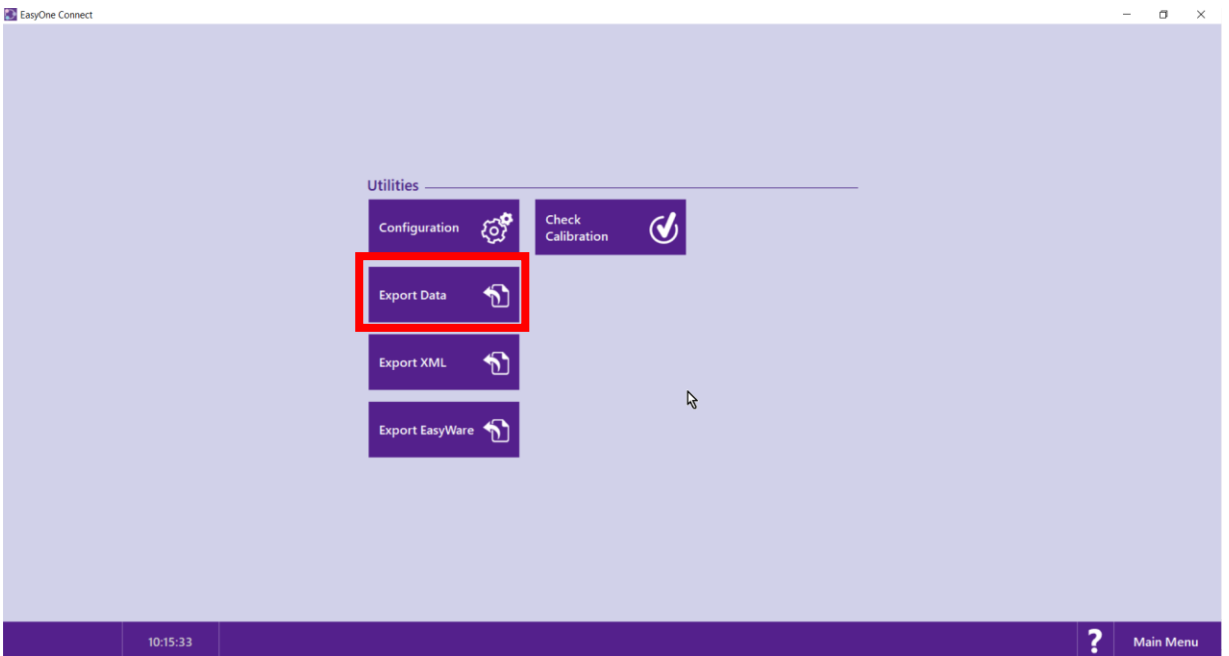 EasyOne Connect
Utilities
Configuration
Check
Calibration
Export Data
Export XML
Export EasyWare
10:15:33
?
Main Menu